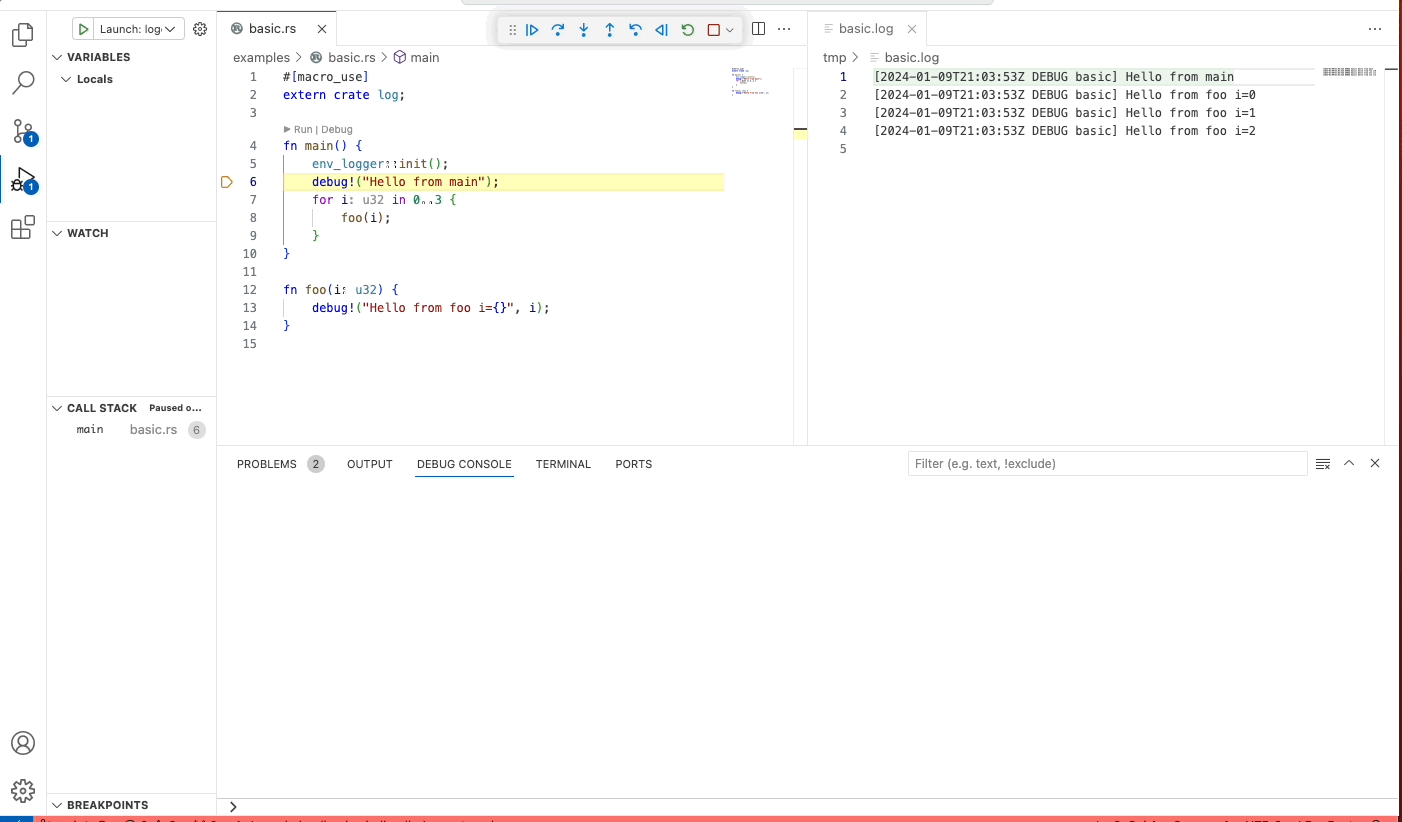 Launch: log
VARIABLES
Locals
WATCH
CALL STACK Paused o...
main basic.rs 6
BREAKPOINTS
1
1
basic.rs
examples > basic.rs > main
1 #[macro_use]
2 extern crate log;
3
Run | Debug
4 fn main() {
5 env_logger::init();
6 debug!("Hello from main");
7 for i: u32 in 0..3 {
8 foo(i);
9 }
10 }
11
12 fn foo(i: u32) {
13 debug!("Hello from foo i={}", i);
14 }
15
basic.log
tmp > basic.log
1 [2024-01-09T21:03:53Z DEBUG basic] Hello from main
2 [2024-01-09T21:03:53Z DEBUG basic] Hello from foo i=0
3 [2024-01-09T21:03:53Z DEBUG basic] Hello from foo i=1
4 [2024-01-09T21:03:53Z DEBUG basic] Hello from foo i=2
5
PROBLEMS 2 OUTPUT DEBUG CONSOLE TERMINAL PORTS
Filter (e.g. text, !exclude)